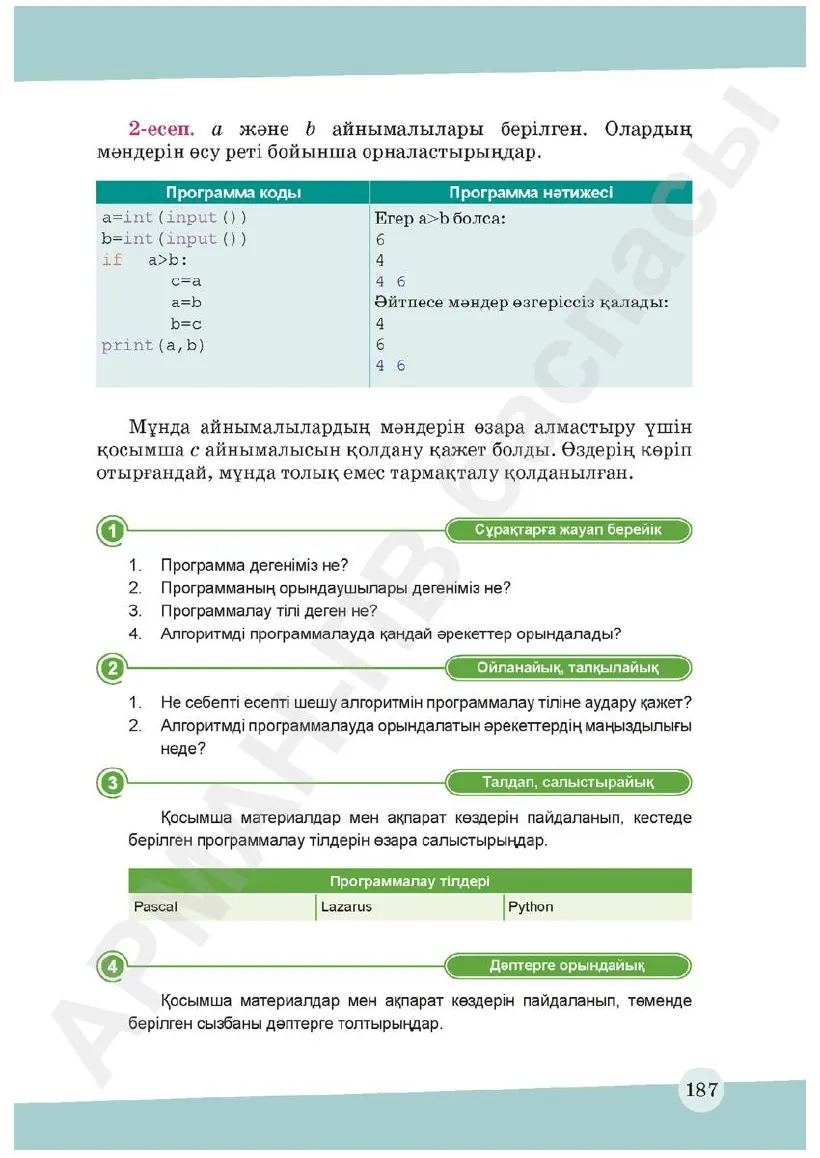 2-есеп. a және b айнымалылары берілген. Олардың
мәндерін өсу реті бойынша орналастырыңдар.
Программа коды
Программа нәтижесі
a=int(input())
b=int(input())
if a>b:
c=a
a=b
b=c
print(a,b)
Егер a>b болса:
6
4
4 6
Әйтпесе мәндер өзгеріссіз қалады:
4
6
4 6
Мұнда айнымалылардың мәндерін өзара алмастыру үшін
қосымша c айнымалысын қолдану қажет болды. Өздерің көріп
отырғандай, мұнда толық емес тармақталу қолданылған.
1
Сұрақтарға жауап берейік
1. Программа дегеніміз не?
2. Программаның орындаушылары дегеніміз не?
3. Программалау тілі деген не?
4. Алгоритмді программалауда қандай әрекеттер орындалады?
2
Ойланайық, талқылайық
1. Не себепті есепті шешу алгоритмін программалау тіліне аудару қажет?
2. Алгоритмді программалауда орындалатын әрекеттердің маңыздылығы
неде?
3
Талдап, салыстырайық
Қосымша материалдар мен ақпарат көздерін пайдаланып, кестеде
берілген программалау тілдерін өзара салыстырыңдар.
Программалау тілдері
Pascal
Lazarus
Python
4
Дәптерге орындайық
Қосымша материалдар мен ақпарат көздерін пайдаланып, төменде
берілген сызбаны дәптерге толтырыңдар.
187
АРМАН-ПВ баспасы